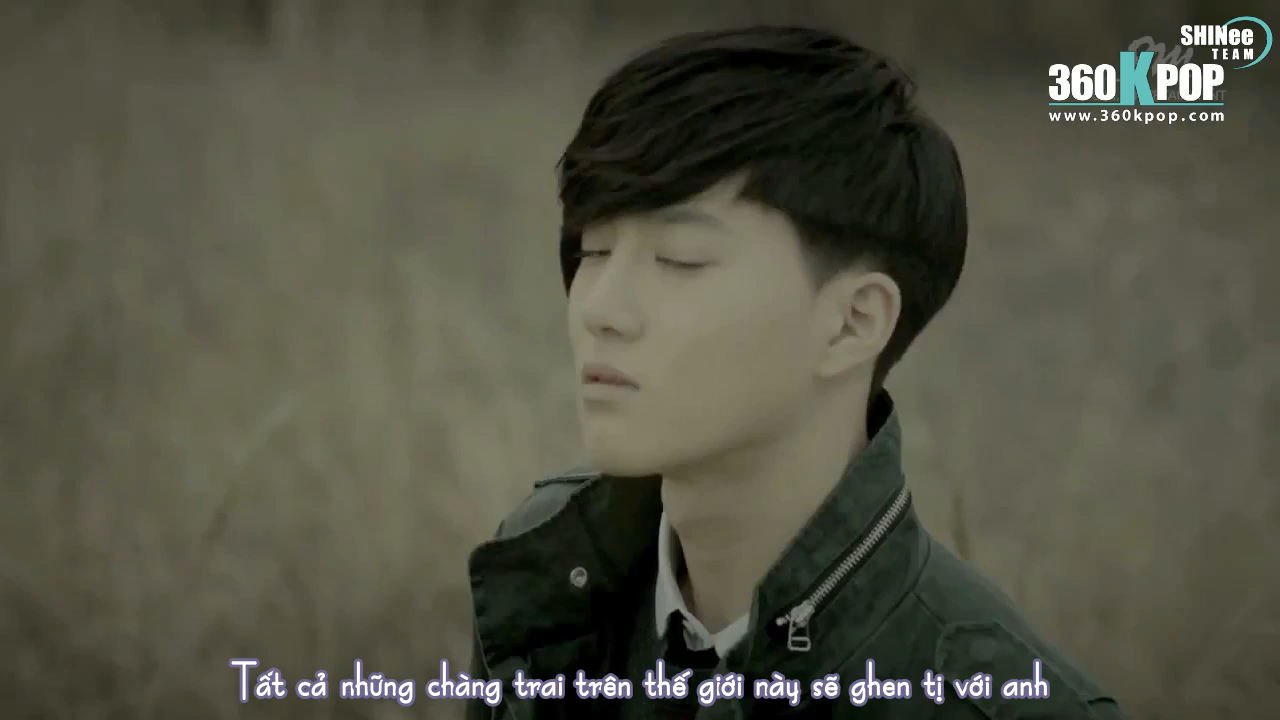 SHINee
TEAM
360KPOP
www.360kpop.com
Tất cả những chàng trai trên thế giới này sẽ ghen tị với anh